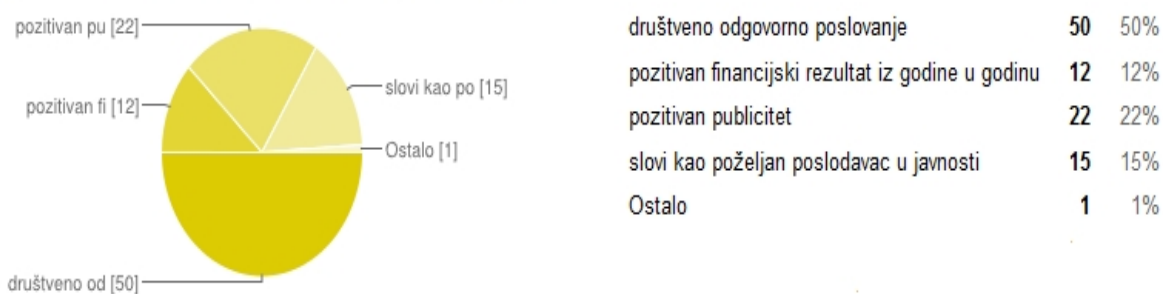 pozitivan pu [22]
pozitivan fi [12]
slovi kao po [15]
Ostalo [1]
društveno od [50]
društveno odgovorno poslovanje 50 50%
pozitivan financijski rezultat iz godine u godinu 12 12%
pozitivan publicitet 22 22%
slovi kao poželjan poslodavac u javnosti 15 15%
Ostalo 1 1%